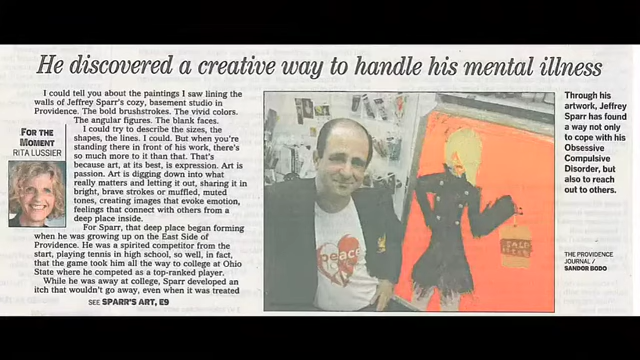 He discovered a creative way to handle his mental illness
FOR THE
MOMENT
RITA LUSSIER
I could tell you about the paintings I saw lining the
walls of Jeffrey Sparr's cozy, basement studio in
Providence. The bold brushstrokes. The vivid colors.
The angular figures. The blank faces.
I could try to describe the sizes, the
shapes, the lines. I could. But when you're
standing there in front of his work, there's
so much more to it than that. That's
because art, at its best, is expression. Art is
passion. Art is digging down into what
really matters and letting it out, sharing it in
bright, brave strokes or muffled, muted
tones, creating images that evoke emotion,
feelings that connect with others from a
deep place inside.
For Sparr, that deep place began forming
when he was growing up on the East Side of
Providence. He was a spirited competitor from the
start, playing tennis in high school, so well, in fact,
that the game took him all the way to college at Ohio
State where he competed as a top-ranked player.
While he was away at college, Sparr developed an
itch that wouldn't go away, even when it was treated
SEE SPARR'S ART, E9
peace
Through his
artwork, Jeffrey
Sparr has found
a way not only
to cope with his
Obsessive
Compulsive
Disorder, but
also to reach
out to others.
THE PROVIDENCE
JOURNAL /
SANDOR BODO